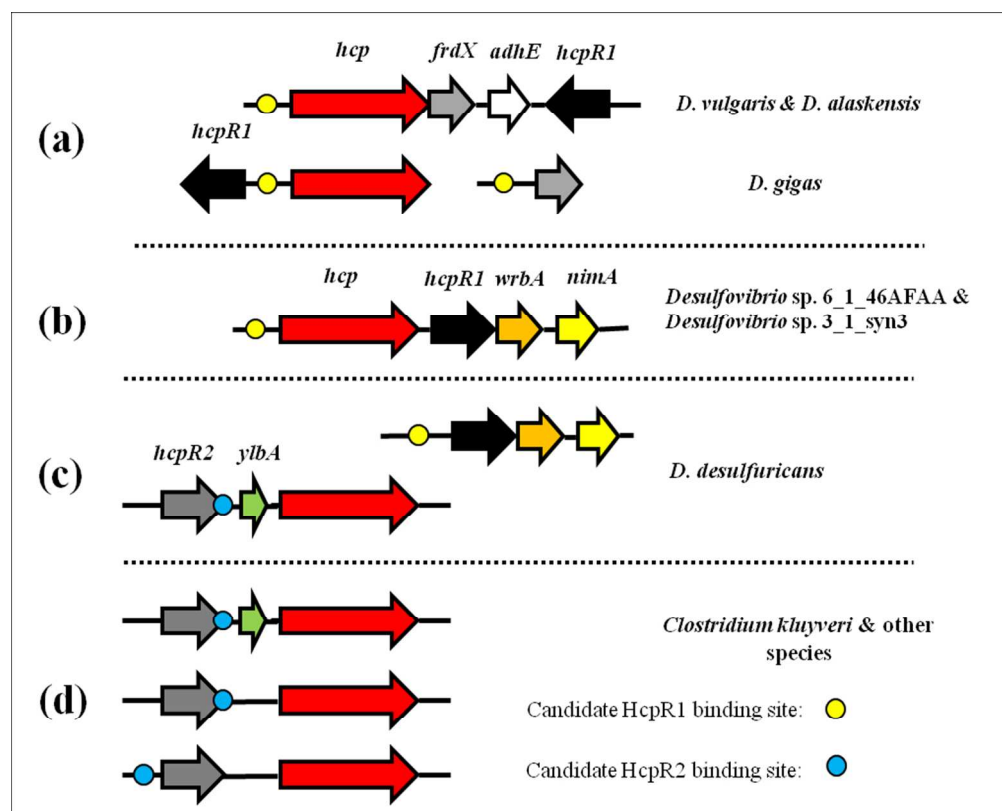 hcp frdX adhE hcpR1
D. vulgaris & D. alaskensis
(a)
hcpR1
D. gigas
hcp hcpR1 wrbA nimA
Desulfovibrio sp. 6_1_46AFAA &
Desulfovibrio sp. 3_1_syn3
(b)
hcpR2 ylbA
(c)
D. desulfuricans
Clostridium kluyveri & other
species
(d)
Candidate HcpR1 binding site:
Candidate HcpR2 binding site: